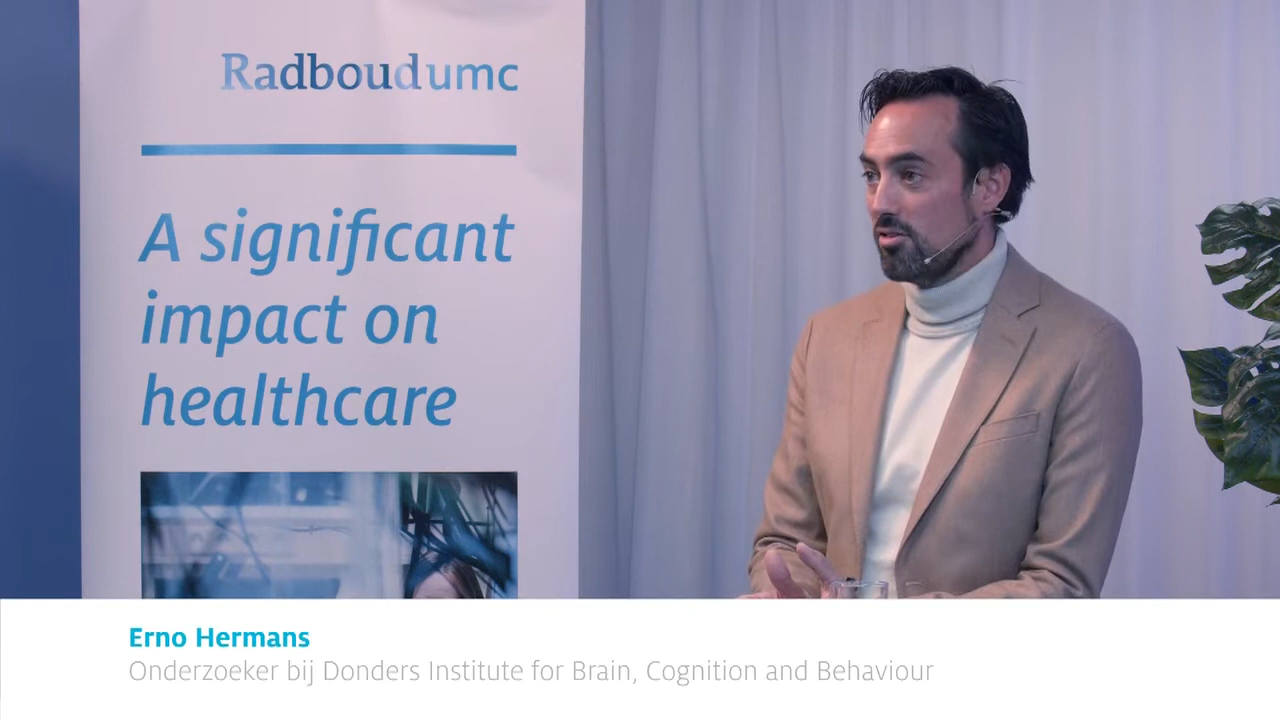 Radboudumc
A significant
impact on
healthcare
Erno Hermans
Onderzoeker bij Donders Institute for Brain, Cognition and Behaviour